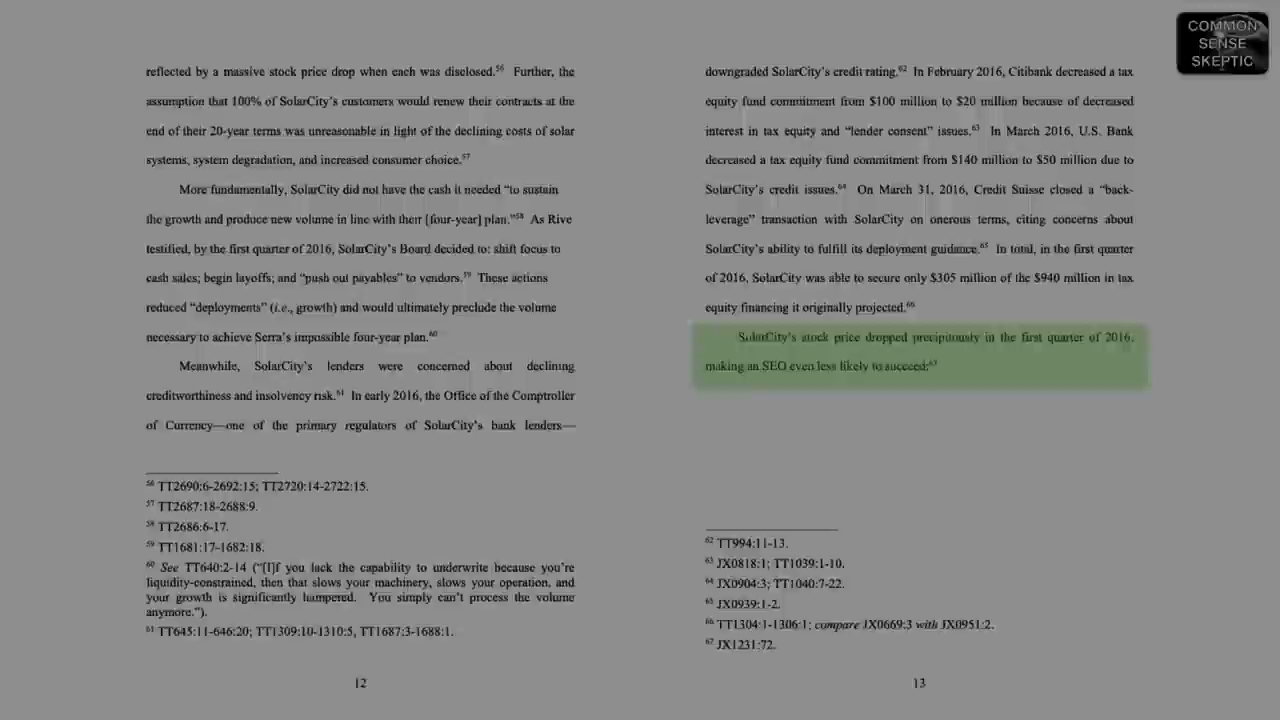 COMMON
SENSE
SKEPTIC
reflected by a massive stock price drop when each was disclosed.56 Further, the
assumption that 100% of SolarCity's customers would renew their contracts at the
end of their 20-year terms was unreasonable in light of the declining costs of solar
systems, system degradation, and increased consumer choice.57
More fundamentally, SolarCity did not have the cash it needed "to sustain
the growth and produce new volume in line with their [four-year] plan."58 As Rive
testified, by the first quarter of 2016, SolarCity's Board decided to: shift focus to
cash sales; begin layoffs; and "push out payables" to vendors.59 These actions
reduced "deployments" (i.e., growth) and would ultimately preclude the volume
necessary to achieve Serra's impossible four-year plan.60
Meanwhile, SolarCity's lenders were concerned about declining
creditworthiness and insolvency risk.61 In early 2016, the Office of the Comptroller
of Currency—one of the primary regulators of SolarCity's bank lenders—
56 TT2690:6-2692:15; TT2720:14-2722:15.
57 TT2687:18-2688:9.
58 TT2686:6-17.
59 TT1681:17-1682:18.
60 See TT640:2-14 ("[I]f you lack the capability to underwrite because you're
liquidity-constrained, then that slows your machinery, slows your operation, and
your growth is significantly hampered. You simply can't process the volume
anymore.").
61 TT645:11-646:20; TT1309:10-1310:5, TT1687:3-1688:1.
12
downgraded SolarCity's credit rating.62 In February 2016, Citibank decreased a tax
equity fund commitment from $100 million to $20 million because of decreased
interest in tax equity and "lender consent" issues.63 In March 2016, U.S. Bank
decreased a tax equity fund commitment from $140 million to $50 million due to
SolarCity's credit issues.64 On March 31, 2016, Credit Suisse closed a "back-
leverage" transaction with SolarCity on onerous terms, citing concerns about
SolarCity's ability to fulfill its deployment guidance.65 In total, in the first quarter
of 2016, SolarCity was able to secure only $305 million of the $940 million in tax
equity financing it originally projected.66
SolarCity's stock price dropped precipitously in the first quarter of 2016,
making an SEO even less likely to succeed:67
62 TT994:11-13.
63 JX0818:1; TT1039:1-10.
64 JX0904:3; TT1040:7-22.
65 JX0939:1-2.
66 TT1304:1-1306:1; compare JX0669:3 with JX0951:2.
67 JX1231:72.
13